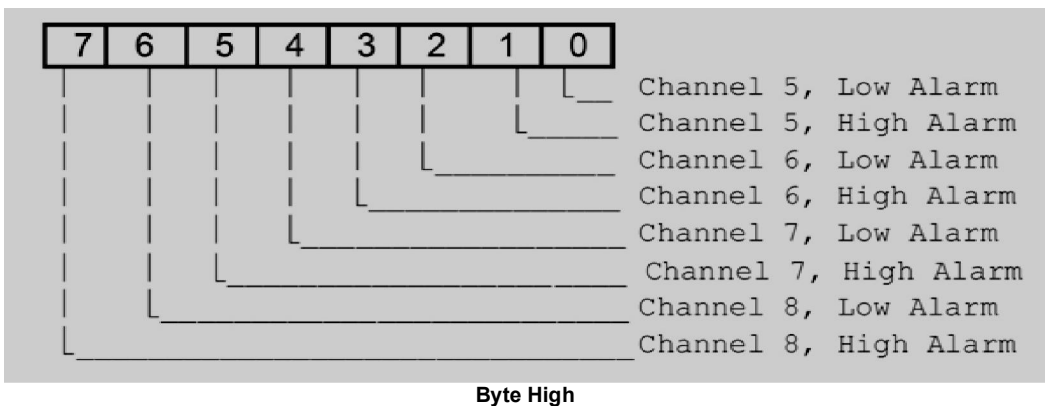 7 6 5 4 3 2 1 0
Channel 5, Low Alarm
Channel 5, High Alarm
Channel 6, Low Alarm
Channel 6, High Alarm
Channel 7, Low Alarm
Channel 7, High Alarm
Channel 8, Low Alarm
Channel 8, High Alarm
Byte High